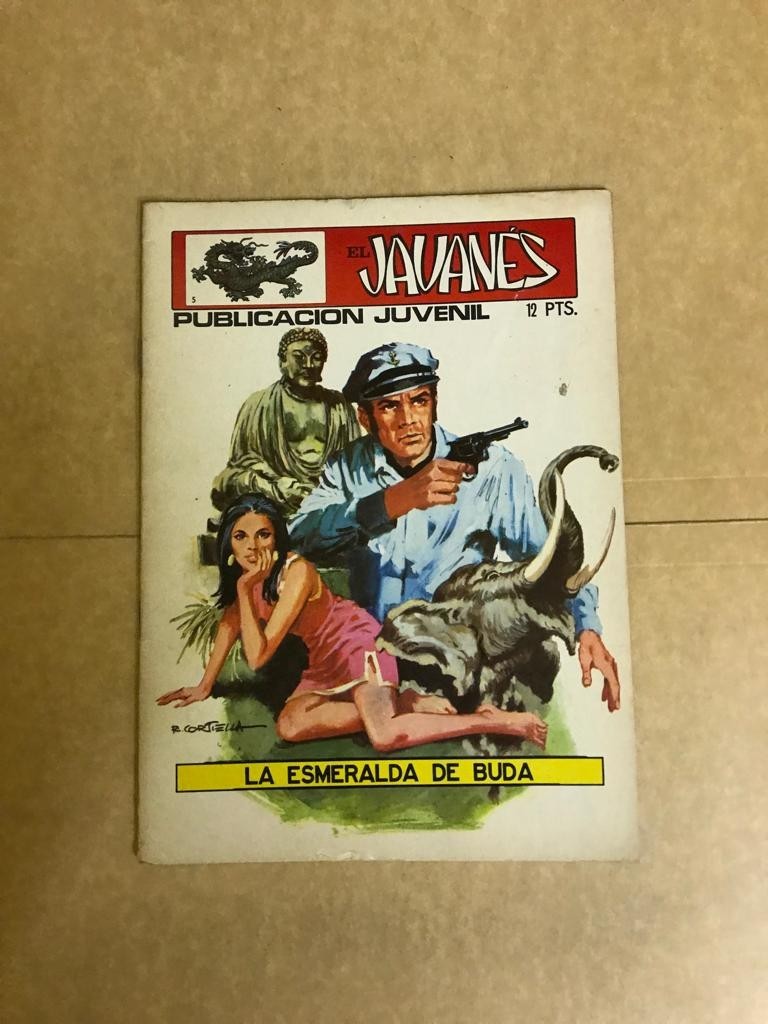 5
EL JAVANÉS
PUBLICACION JUVENIL 12 PTS.
R. CORTIELLA
LA ESMERALDA DE BUDA